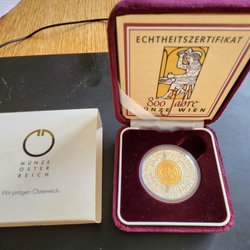 MÜNZE
ÖSTER
REICH
Wir prägen Österreich.
ECHTHEITSZERTIFIKAT
800 Jahre
MÜNZE WIEN